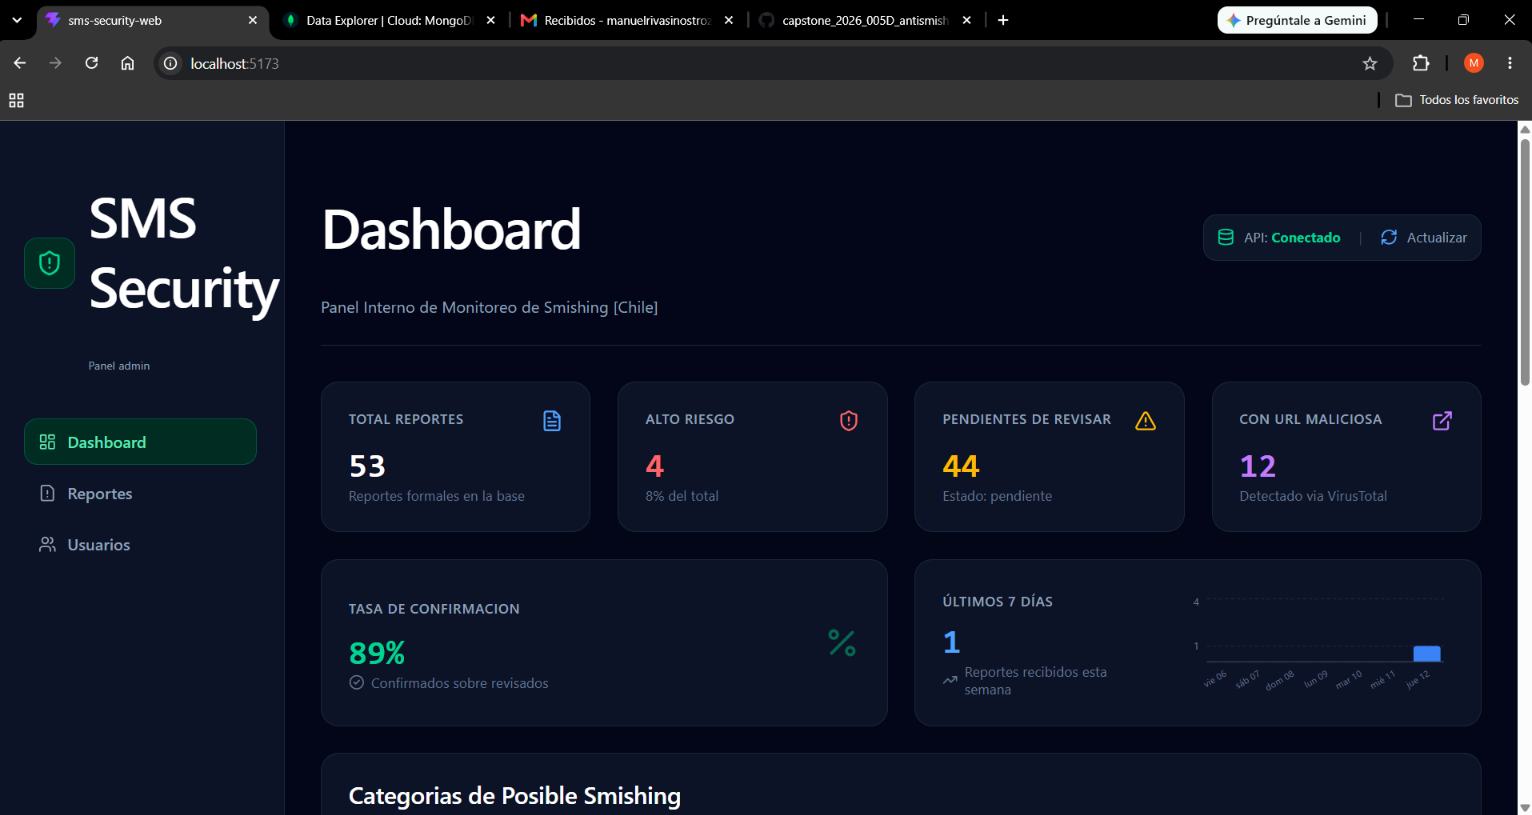 sms-security-web
Data Explorer | Cloud: MongoD
Recibidos - manuelrivasinostroz
capstone_2026_005D_antismish
Pregúntale a Gemini
localhost:5173
M
Todos los favoritos
SMS
Security
Panel admin
Dashboard
Reportes
Usuarios
Dashboard
API: Conectado
|
Actualizar
Panel Interno de Monitoreo de Smishing [Chile]
TOTAL REPORTES
53
Reportes formales en la base
ALTO RIESGO
4
8% del total
PENDIENTES DE REVISAR
44
Estado: pendiente
CON URL MALICIOSA
12
Detectado via VirusTotal
TASA DE CONFIRMACION
89%
Confirmados sobre revisados
%
ÚLTIMOS 7 DÍAS
1
Reportes recibidos esta
semana
4
1
vie 06
sáb 07
dom 08
lun 09
mar 10
mié 11
jue 12
Categorias de Posible Smishing